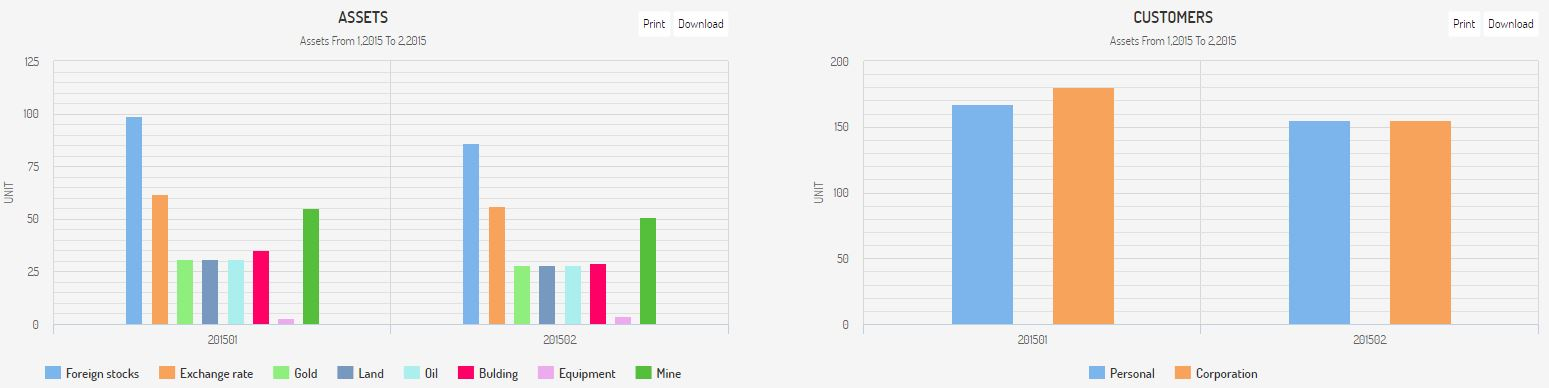 ASSETS
Print Download
Assets From 1,2015 To 2,2015
UNIT
125
100
75
50
25
0
201501
201502
Foreign stocks Exchange rate Gold Land Oil Bulding Equipment Mine
CUSTOMERS
Print Download
Assets From 1,2015 To 2,2015
UNIT
200
150
100
50
0
201501
201502
Personal Corporation